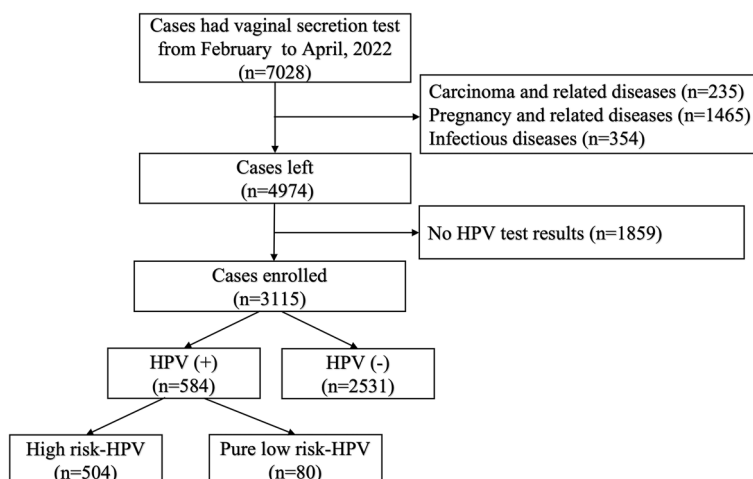 Cases had vaginal secretion test
from February to April, 2022
(n=7028)
Carcinoma and related diseases (n=235)
Pregnancy and related diseases (n=1465)
Infectious diseases (n=354)
Cases left
(n=4974)
No HPV test results (n=1859)
Cases enrolled
(n=3115)
HPV (+)
(n=584)
HPV (-)
(n=2531)
High risk-HPV
(n=504)
Pure low risk-HPV
(n=80)